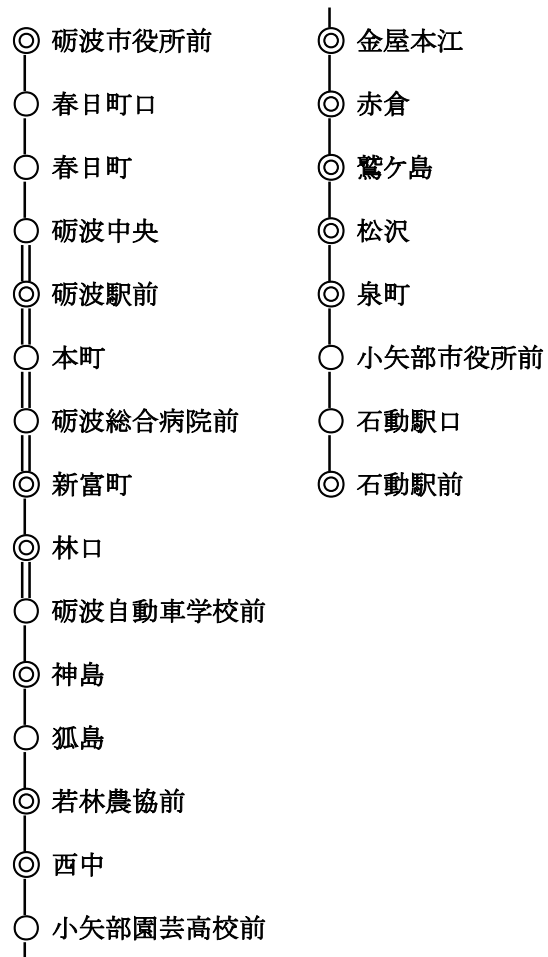 砺波市役所前
春日町口
春日町
砺波中央
砺波駅前
本町
砺波総合病院前
新富町
林口
砺波自動車学校前
神島
狐島
若林農協前
西中
小矢部園芸高校前
金屋本江
赤倉
鷲ケ島
松沢
泉町
小矢部市役所前
石動駅口
石動駅前